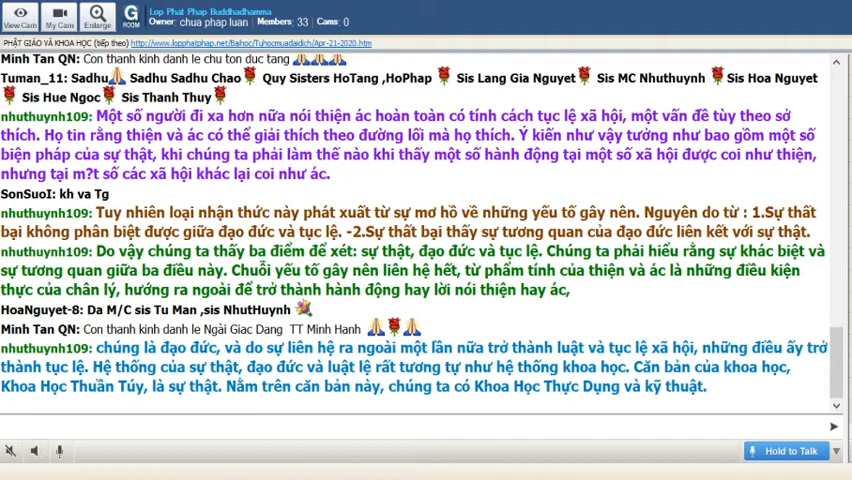 View Cam
My Cam
Enlarge
G
ROOM
Lop Phat Phap Buddhadhamma
Owner: chua phap luan Members: 33 Cams: 0
PHẬT GIÁO VÀ KHOA HỌC (tiếp theo) http://www.lopphatphap.net/Baihoc/Tuhocmuadaidich/Apr-21-2020.htm
Minh Tan QN: Con thanh kinh danh le chu ton duc tang
Tuman_11: Sadhu Sadhu Sadhu Chao Quy Sisters HoTang ,HoPhap Sis Lang Gia Nguyet Sis MC Nhuthuynh Sis Hoa Nguyet
Sis Hue Ngoc Sis Thanh Thuy
nhuthuynh109: Một số người đi xa hơn nữa nói thiện ác hoàn toàn có tính cách tục lệ xã hội, một vấn đề tùy theo sở
thích. Họ tin rằng thiện và ác có thể giải thích theo đường lối mà họ thích. Ý kiến như vậy tưởng như bao gồm một số
biện pháp của sự thật, khi chúng ta phải làm thế nào khi thấy một số hành động tại một số xã hội được coi như thiện,
nhưng tại m?t số các xã hội khác lại coi như ác.
SonSuoI: kh va Tg
nhuthuynh109: Tuy nhiên loại nhận thức này phát xuất từ sự mơ hồ về những yếu tố gây nên. Nguyên do từ : 1.Sự thất
bại không phân biệt được giữa đạo đức và tục lệ. -2.Sự thất bại thấy sự tương quan của đạo đức liên kết với sự thật.
nhuthuynh109: Do vậy chúng ta thấy ba điểm để xét: sự thật, đạo đức và tục lệ. Chúng ta phải hiểu rằng sự khác biệt và
sự tương quan giữa ba điều này. Chuỗi yếu tố gây nên liên hệ hết, từ phẩm tính của thiện và ác là những điều kiện
thực của chân lý, hướng ra ngoài để trở thành hành động hay lời nói thiện hay ác,
HoaNguyet-8: Da M/C sis Tu Man ,sis NhutHuynh
Minh Tan QN: Con thanh kinh danh le Ngài Giac Dang TT Minh Hanh
nhuthuynh109: chúng là đạo đức, và do sự liên hệ ra ngoài một lần nữa trở thành luật và tục lệ xã hội, những điều ấy trở
thành tục lệ. Hệ thống của sự thật, đạo đức và luật lệ rất tương tự như hệ thống khoa học. Căn bản của khoa học,
Khoa Học Thuần Túy, là sự thật. Nằm trên căn bản này, chúng ta có Khoa Học Thực Dụng và kỹ thuật.
Hold to Talk